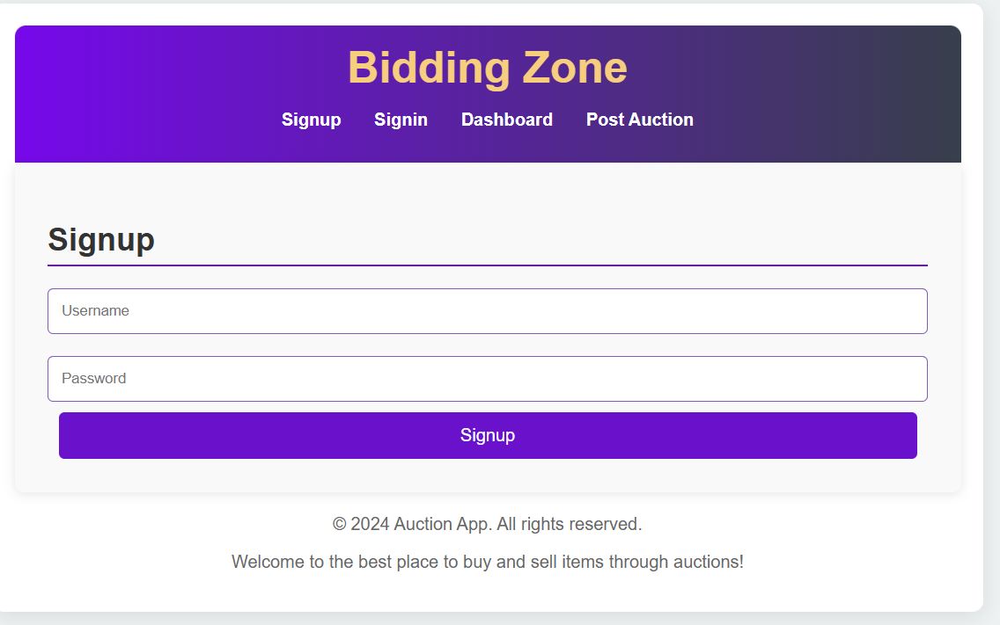 Bidding Zone
Signup Signin Dashboard Post Auction
Signup
Username
Password
Signup
© 2024 Auction App. All rights reserved.
Welcome to the best place to buy and sell items through auctions!